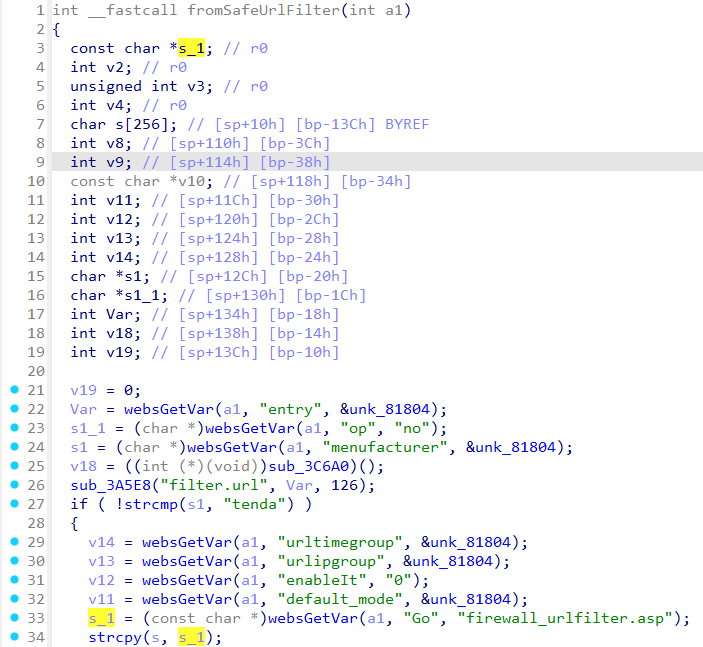 1 int __fastcall fromSafeUrlFilter(int a1)
2 {
3 const char *s_1; // r0
4 int v2; // r0
5 unsigned int v3; // r0
6 int v4; // r0
7 char s[256]; // [sp+10h] [bp-13Ch] BYREF
8 int v8; // [sp+110h] [bp-3Ch]
9 int v9; // [sp+114h] [bp-38h]
10 const char *v10; // [sp+118h] [bp-34h]
11 int v11; // [sp+11Ch] [bp-30h]
12 int v12; // [sp+120h] [bp-2Ch]
13 int v13; // [sp+124h] [bp-28h]
14 int v14; // [sp+128h] [bp-24h]
15 char *s1; // [sp+12Ch] [bp-20h]
16 char *s1_1; // [sp+130h] [bp-1Ch]
17 int Var; // [sp+134h] [bp-18h]
18 int v18; // [sp+138h] [bp-14h]
19 int v19; // [sp+13Ch] [bp-10h]
20
21 v19 = 0;
22 Var = websGetVar(a1, "entry", &unk_81804);
23 s1_1 = (char *)websGetVar(a1, "op", "no");
24 s1 = (char *)websGetVar(a1, "menufacturer", &unk_81804);
25 v18 = ((int (*)(void))sub_3C6A0)();
26 sub_3A5E8("filter.url", Var, 126);
27 if ( !strcmp(s1, "tenda") )
28 {
29 v14 = websGetVar(a1, "urltimegroup", &unk_81804);
30 v13 = websGetVar(a1, "urlipgroup", &unk_81804);
31 v12 = websGetVar(a1, "enableIt", "0");
32 v11 = websGetVar(a1, "default_mode", &unk_81804);
33 s_1 = (const char *)websGetVar(a1, "Go", "firewall_urlfilter.asp");
34 strcpy(s, s_1);